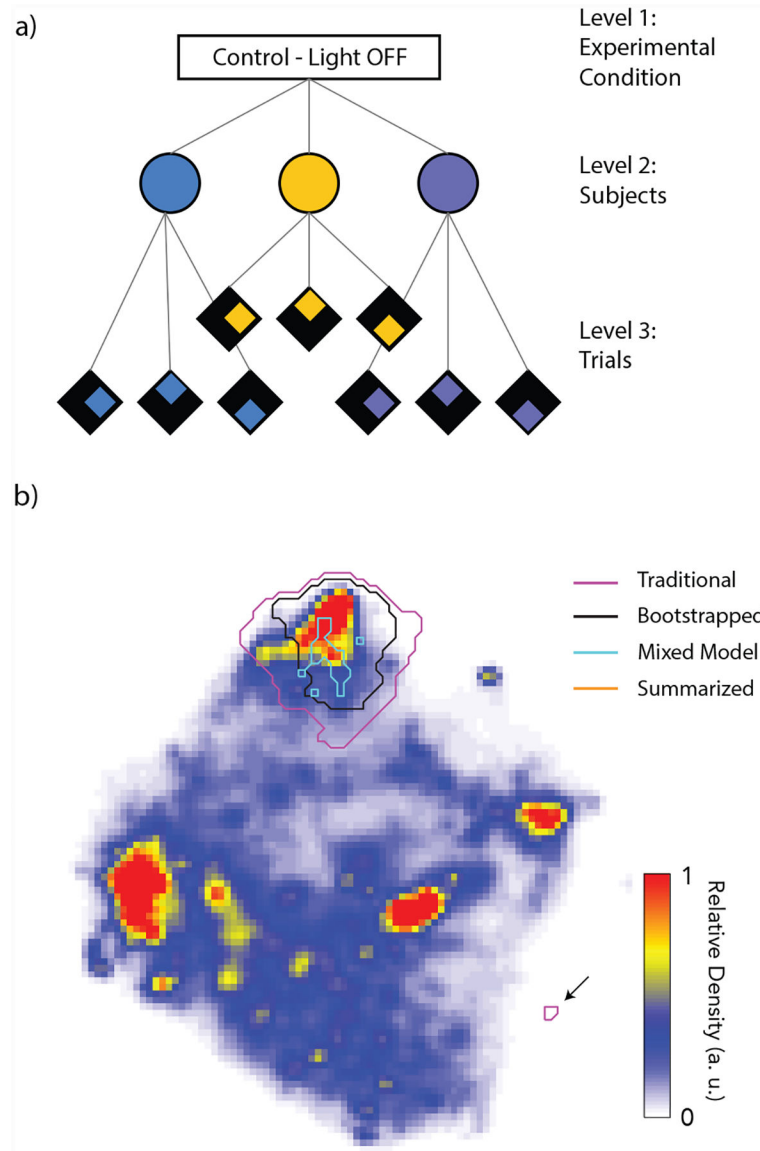 a)
Control - Light OFF
Level 1:
Experimental
Condition
Level 2:
Subjects
Level 3:
Trials
b)
Traditional
Bootstrapped
Mixed Model
Summarized
1
Relative Density (a. u.)
0